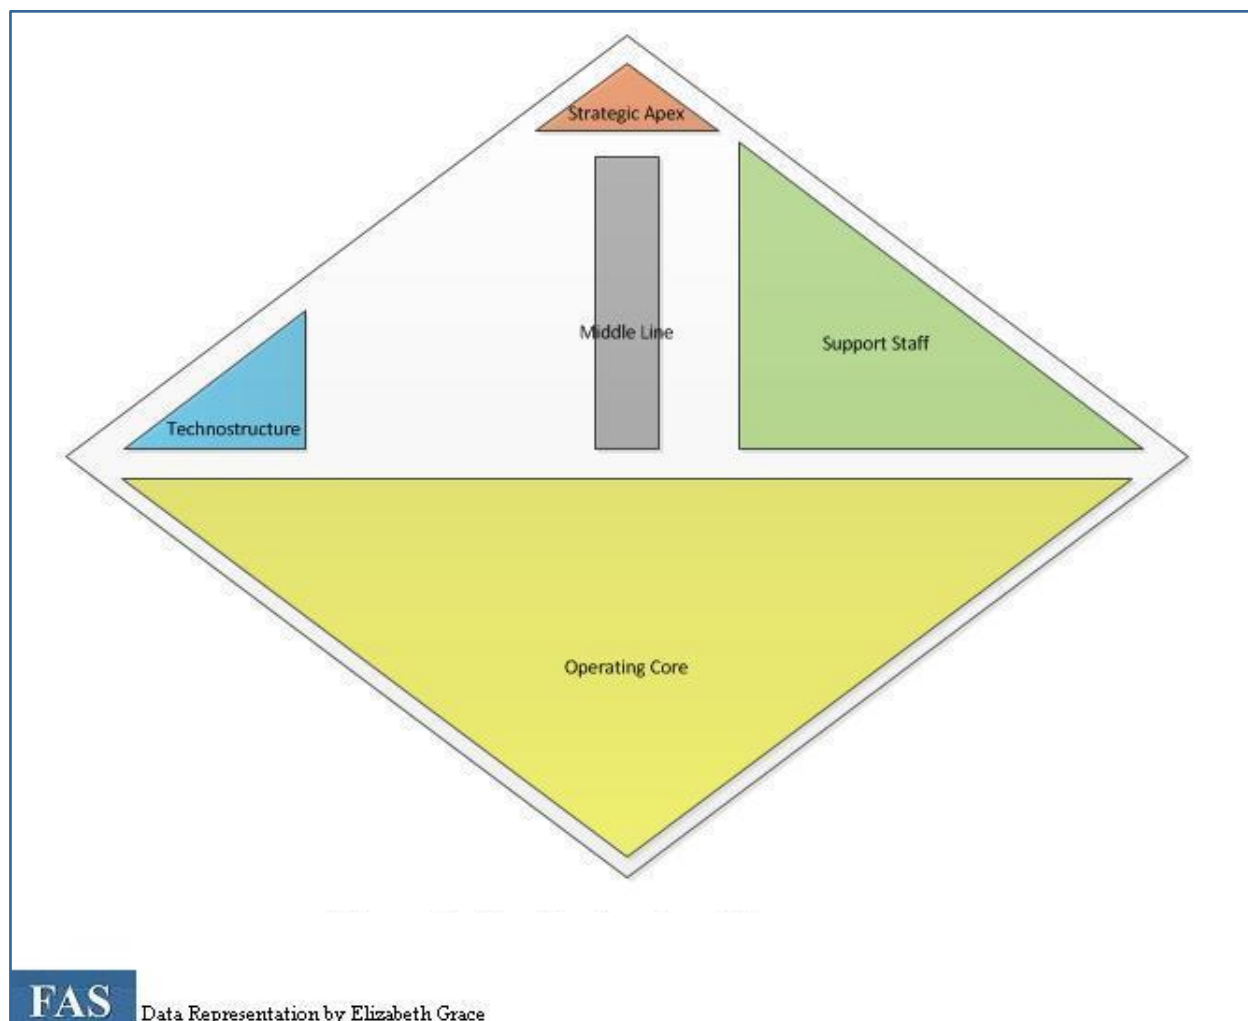 Strategic Apex
Middle Line
Support Staff
Technostructure
Operating Core
FAS
Data Representation by Elizabeth Grace